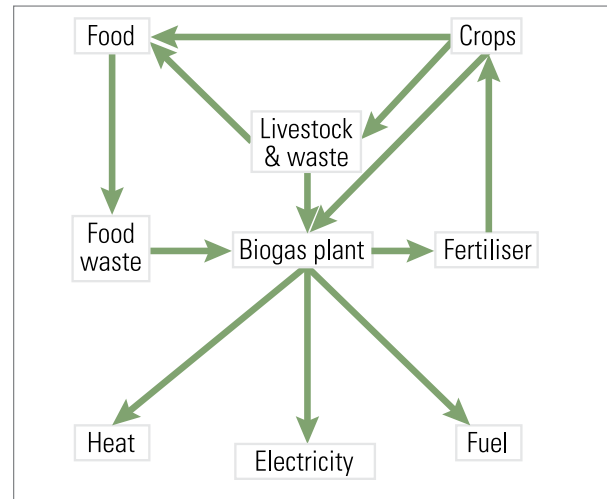 Food
Crops
Livestock
& waste
Food
waste
Biogas plant
Fertiliser
Heat
Electricity
Fuel